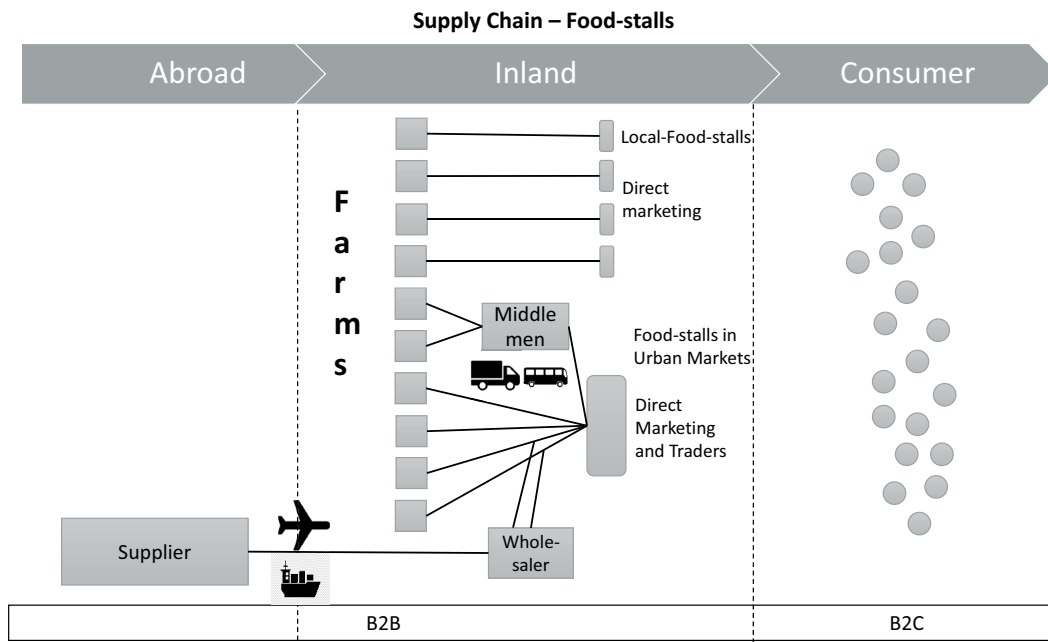 Supply Chain – Food-stalls
Abroad
Inland
Consumer
Local-Food-stalls
Direct
marketing
F
a
r
m
s
Middle
men
Food-stalls in
Urban Markets
Direct
Marketing
and Traders
Supplier
Whole-
saler
B2B
B2C